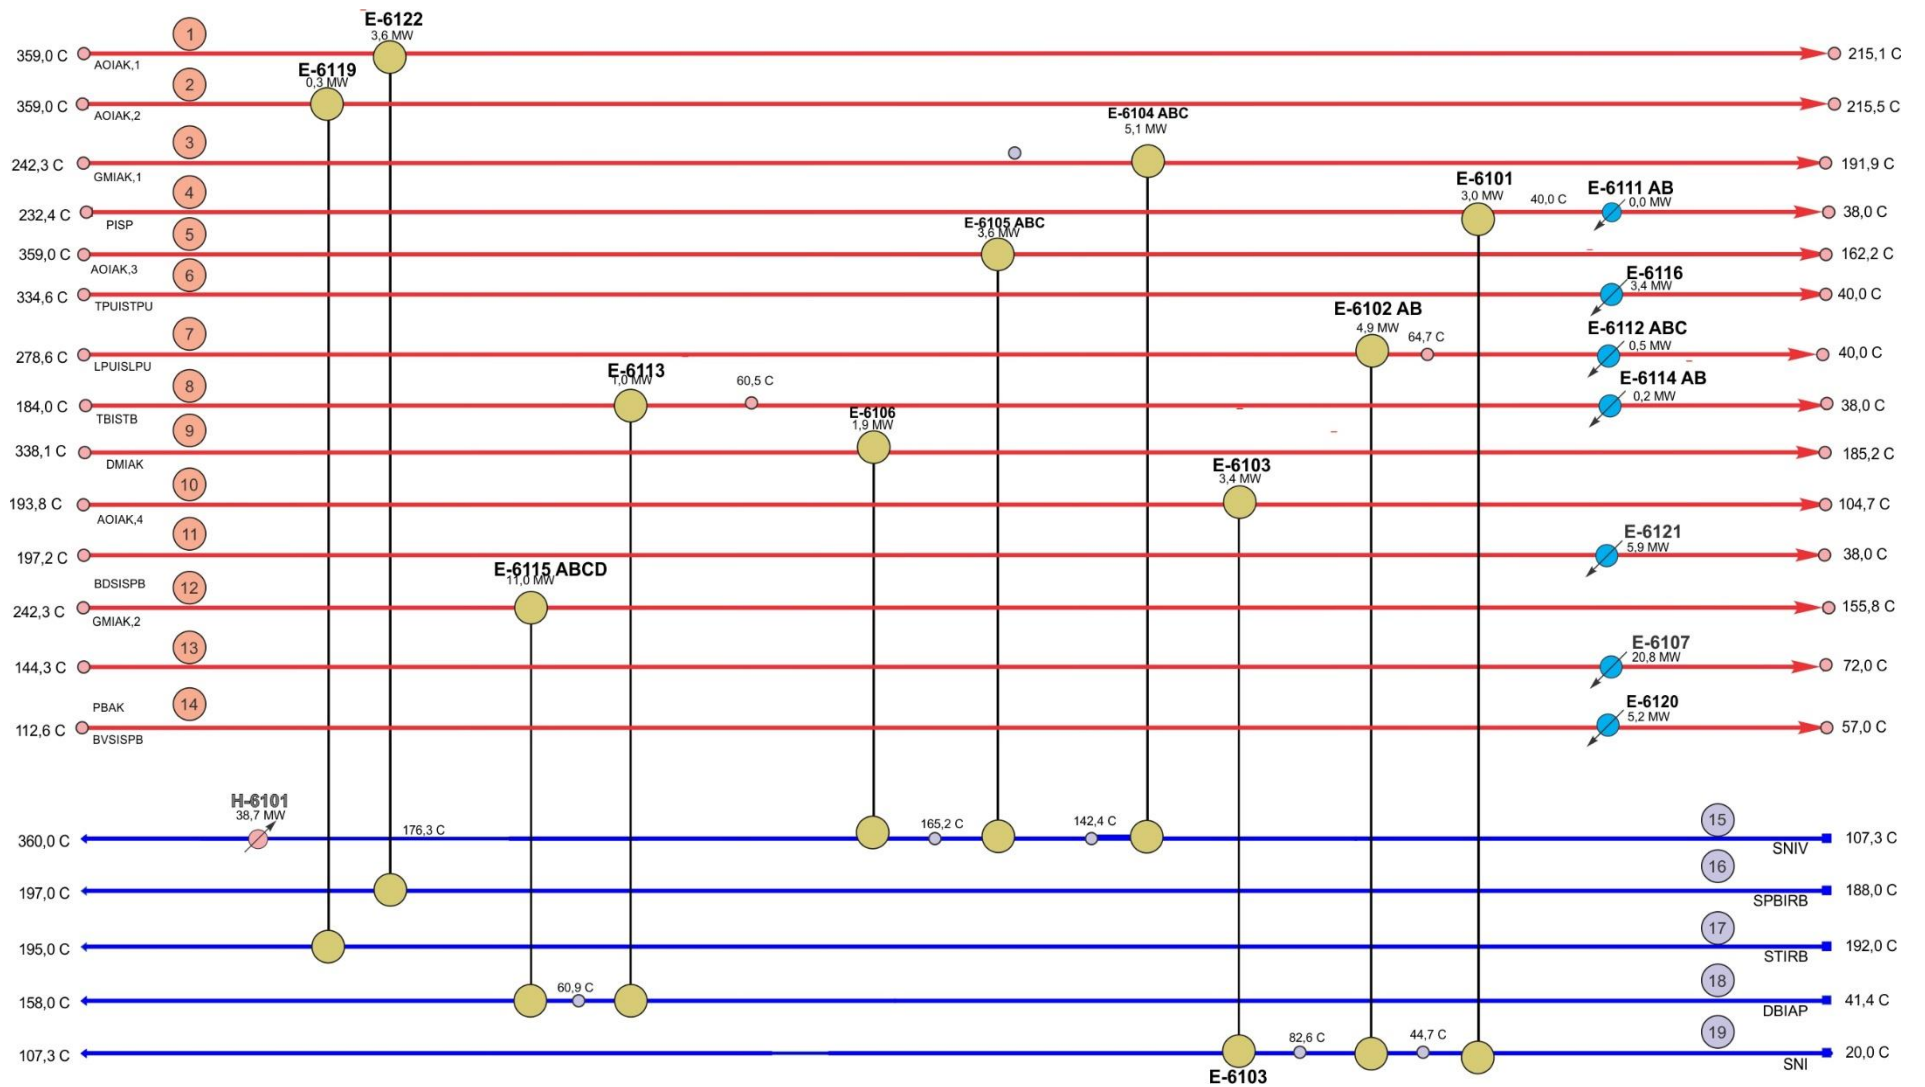 E-6122
1
3,6 MW
359,0 C
AOIAK,1
215,1 C
E-6119
0,3 MW
2
359,0 C
AOIAK,2
215,5 C
E-6104 ABC
5,1 MW
3
242,3 C
GMIAK,1
191,9 C
E-6101
3,0 MW
40,0 C
E-6111 AB
0,0 MW
4
232,4 C
PISP
38,0 C
E-6105 ABC
3,6 MW
5
359,0 C
AOIAK,3
162,2 C
6
E-6116
3,4 MW
334,6 C
TPUISTPU
40,0 C
E-6102 AB
4,9 MW
64,7 C
E-6112 ABC
0,5 MW
7
278,6 C
LPUISLPU
40,0 C
E-6113
1,0 MW
60,5 C
E-6114 AB
0,2 MW
8
184,0 C
TBISTB
38,0 C
E-6106
1,9 MW
9
338,1 C
DMIAK
185,2 C
E-6103
3,4 MW
10
193,8 C
AOIAK,4
104,7 C
11
E-6121
5,9 MW
197,2 C
38,0 C
BDSISPB
E-6115 ABCD
11,0 MW
12
242,3 C
GMIAK,2
155,8 C
13
E-6107
20,8 MW
144,3 C
72,0 C
PBAK
14
E-6120
5,2 MW
112,6 C
BVSISPB
57,0 C
H-6101
38,7 MW
176,3 C
165,2 C
142,4 C
15
360,0 C
107,3 C
SNIV
16
197,0 C
188,0 C
SPBIRB
17
195,0 C
192,0 C
STIRB
60,9 C
18
158,0 C
41,4 C
DBIAP
82,6 C
44,7 C
19
107,3 C
20,0 C
SNI
E-6103